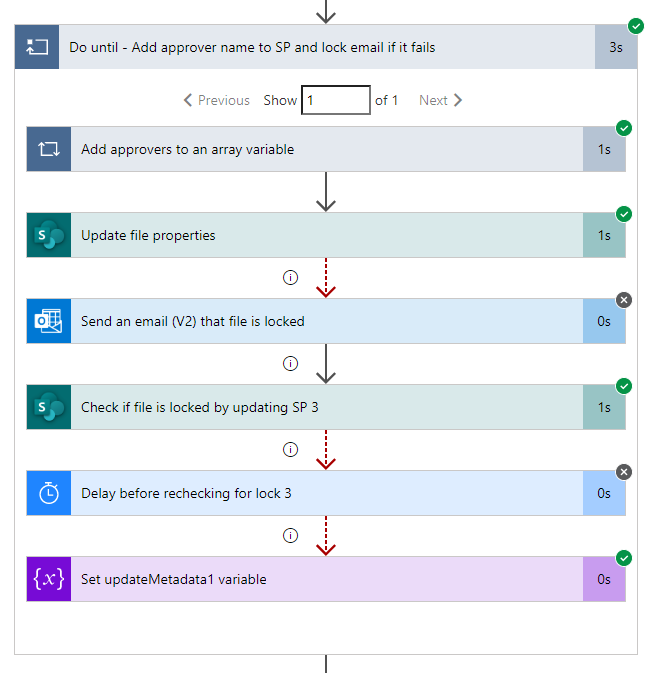 Do until - Add approver name to SP and lock email if it fails 3s
Previous Show 1 of 1 Next
Add approvers to an array variable 1s
S Update file properties 1s
i
O Send an email (V2) that file is locked 0s
i
S Check if file is locked by updating SP 3 1s
i
Delay before rechecking for lock 3 0s
i
{x} Set updateMetadata1 variable 0s